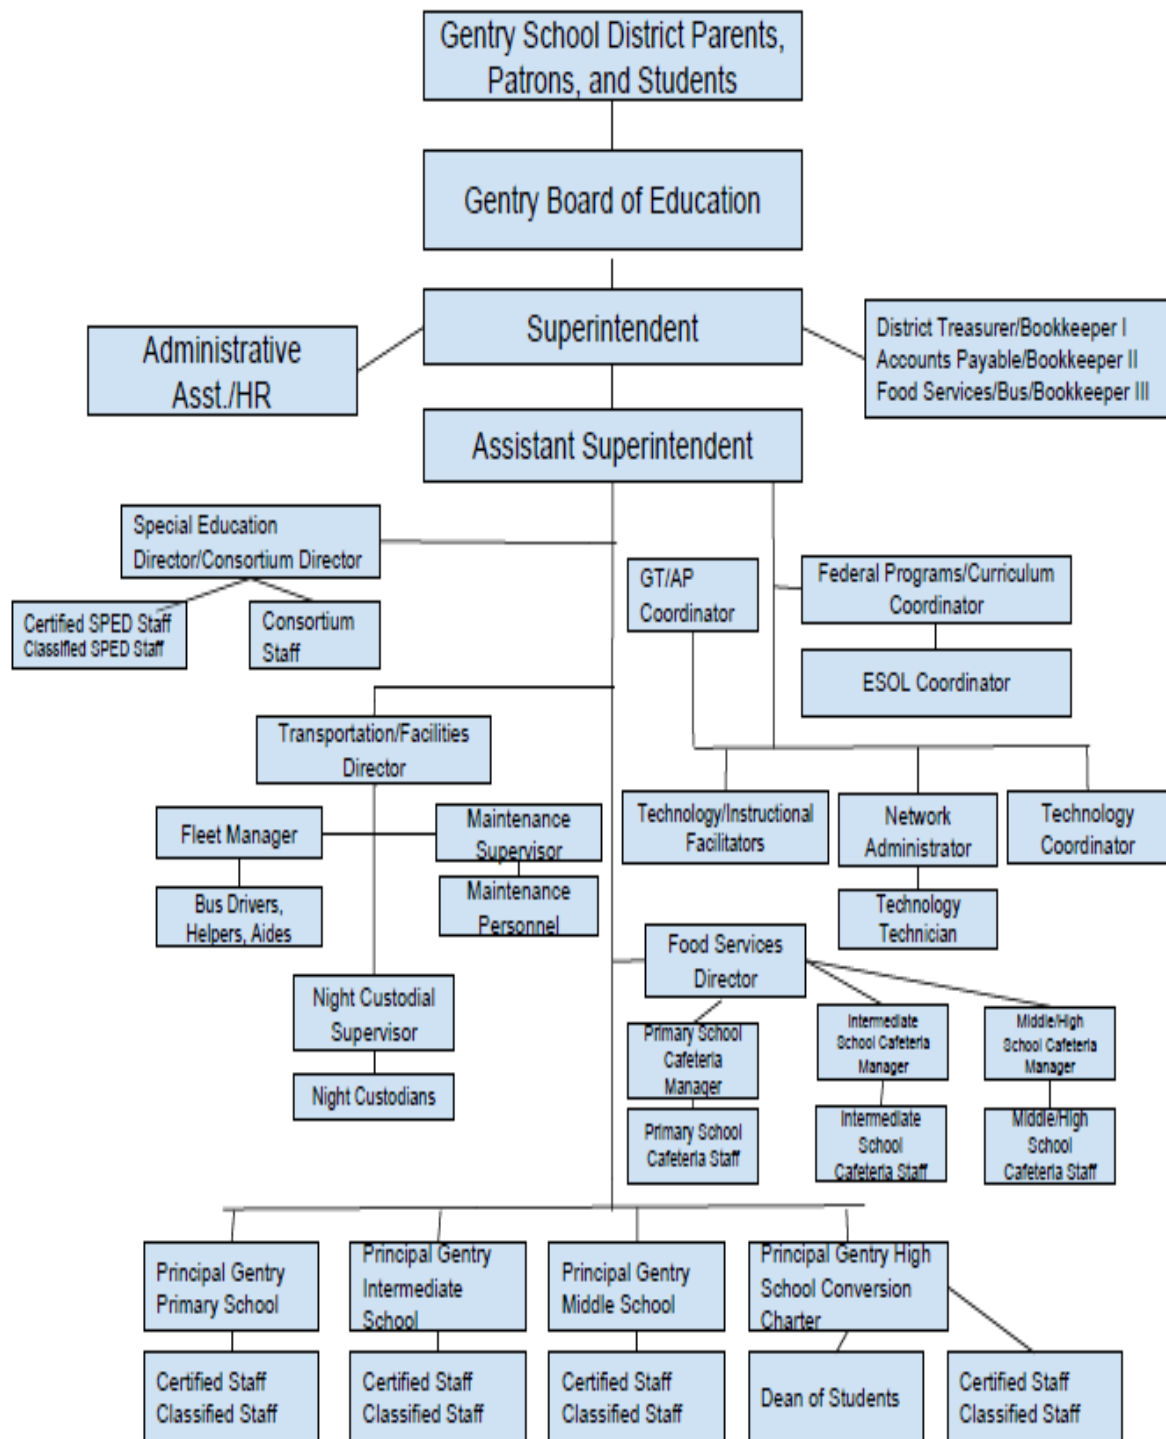 Gentry School District Parents,
Patrons, and Students
Gentry Board of Education
Superintendent
Administrative
Asst./HR
District Treasurer/Bookkeeper I
Accounts Payable/Bookkeeper II
Food Services/Bus/Bookkeeper III
Assistant Superintendent
Special Education
Director/Consortium Director
Certified SPED Staff
Classified SPED Staff
Consortium
Staff
GT/AP
Coordinator
Federal Programs/Curriculum
Coordinator
ESOL Coordinator
Transportation/Facilities
Director
Fleet Manager
Maintenance
Supervisor
Bus Drivers,
Helpers, Aides
Maintenance
Personnel
Technology/Instructional
Facilitators
Network
Administrator
Technology
Coordinator
Technology
Technician
Night Custodial
Supervisor
Night Custodians
Food Services
Director
Primary School
Cafeteria
Manager
Intermediate
School Cafeteria
Manager
Middle/High
School Cafeteria
Manager
Primary School
Cafeteria Staff
Intermediate
School
Cafeteria Staff
Middle/High
School
Cafeteria Staff
Principal Gentry
Primary School
Principal Gentry
Intermediate
School
Principal Gentry
Middle School
Principal Gentry High
School Conversion
Charter
Certified Staff
Classified Staff
Certified Staff
Classified Staff
Certified Staff
Classified Staff
Dean of Students
Certified Staff
Classified Staff